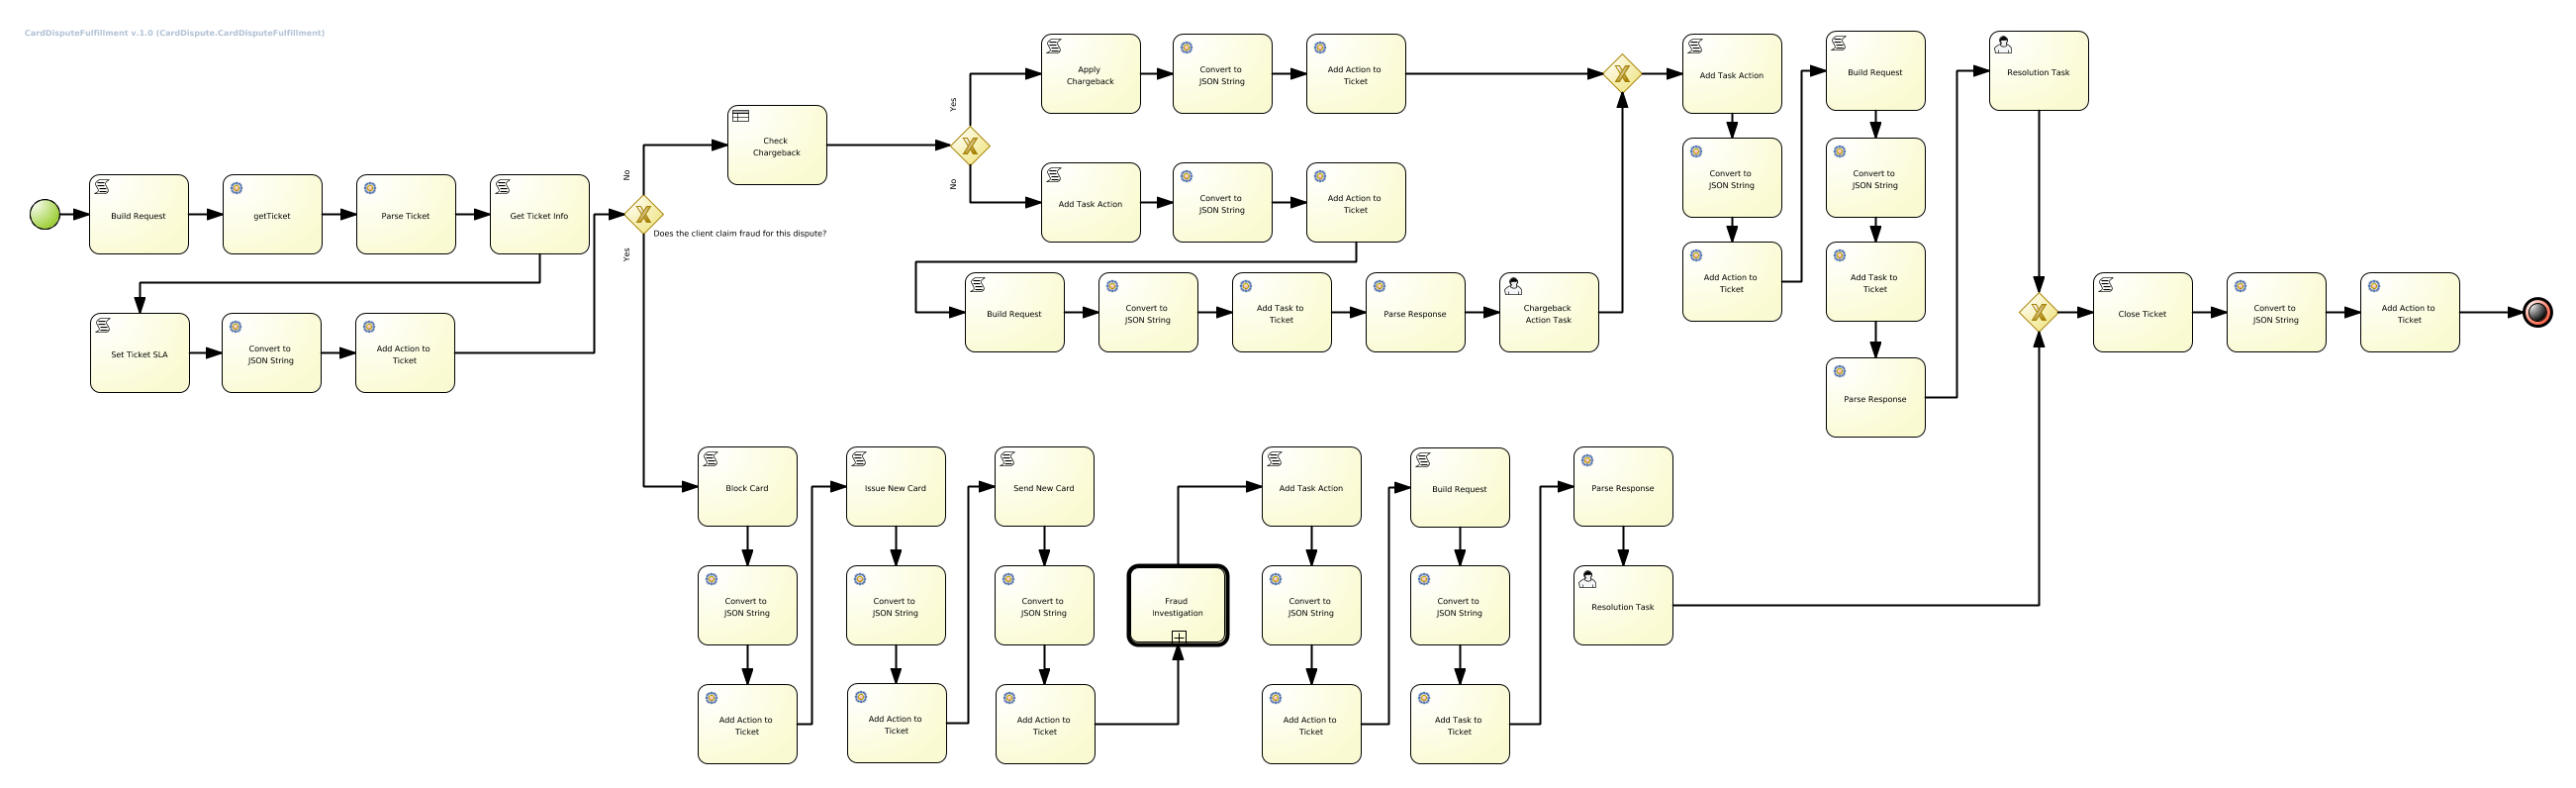 CardDisputeFulfillment v.1.0 (CardDispute.CardDisputeFulfillment)
Build Request
getTicket
Parse Ticket
Get Ticket Info
Set Ticket SLA
Convert to
JSON String
Add Action to
Ticket
No
Yes
Does the client claim fraud for this dispute?
Check
Chargeback
Yes
No
Apply
Chargeback
Convert to
JSON String
Add Action to
Ticket
Add Task Action
Convert to
JSON String
Add Action to
Ticket
Build Request
Convert to
JSON String
Add Task to
Ticket
Parse Response
Chargeback
Action Task
Add Task Action
Convert to
JSON String
Add Action to
Ticket
Build Request
Convert to
JSON String
Add Task to
Ticket
Parse Response
Resolution Task
Close Ticket
Convert to
JSON String
Add Action to
Ticket
Block Card
Convert to
JSON String
Add Action to
Ticket
Issue New Card
Convert to
JSON String
Add Action to
Ticket
Send New Card
Convert to
JSON String
Add Action to
Ticket
Fraud
Investigation
Add Task Action
Convert to
JSON String
Add Action to
Ticket
Build Request
Convert to
JSON String
Add Task to
Ticket
Parse Response
Resolution Task